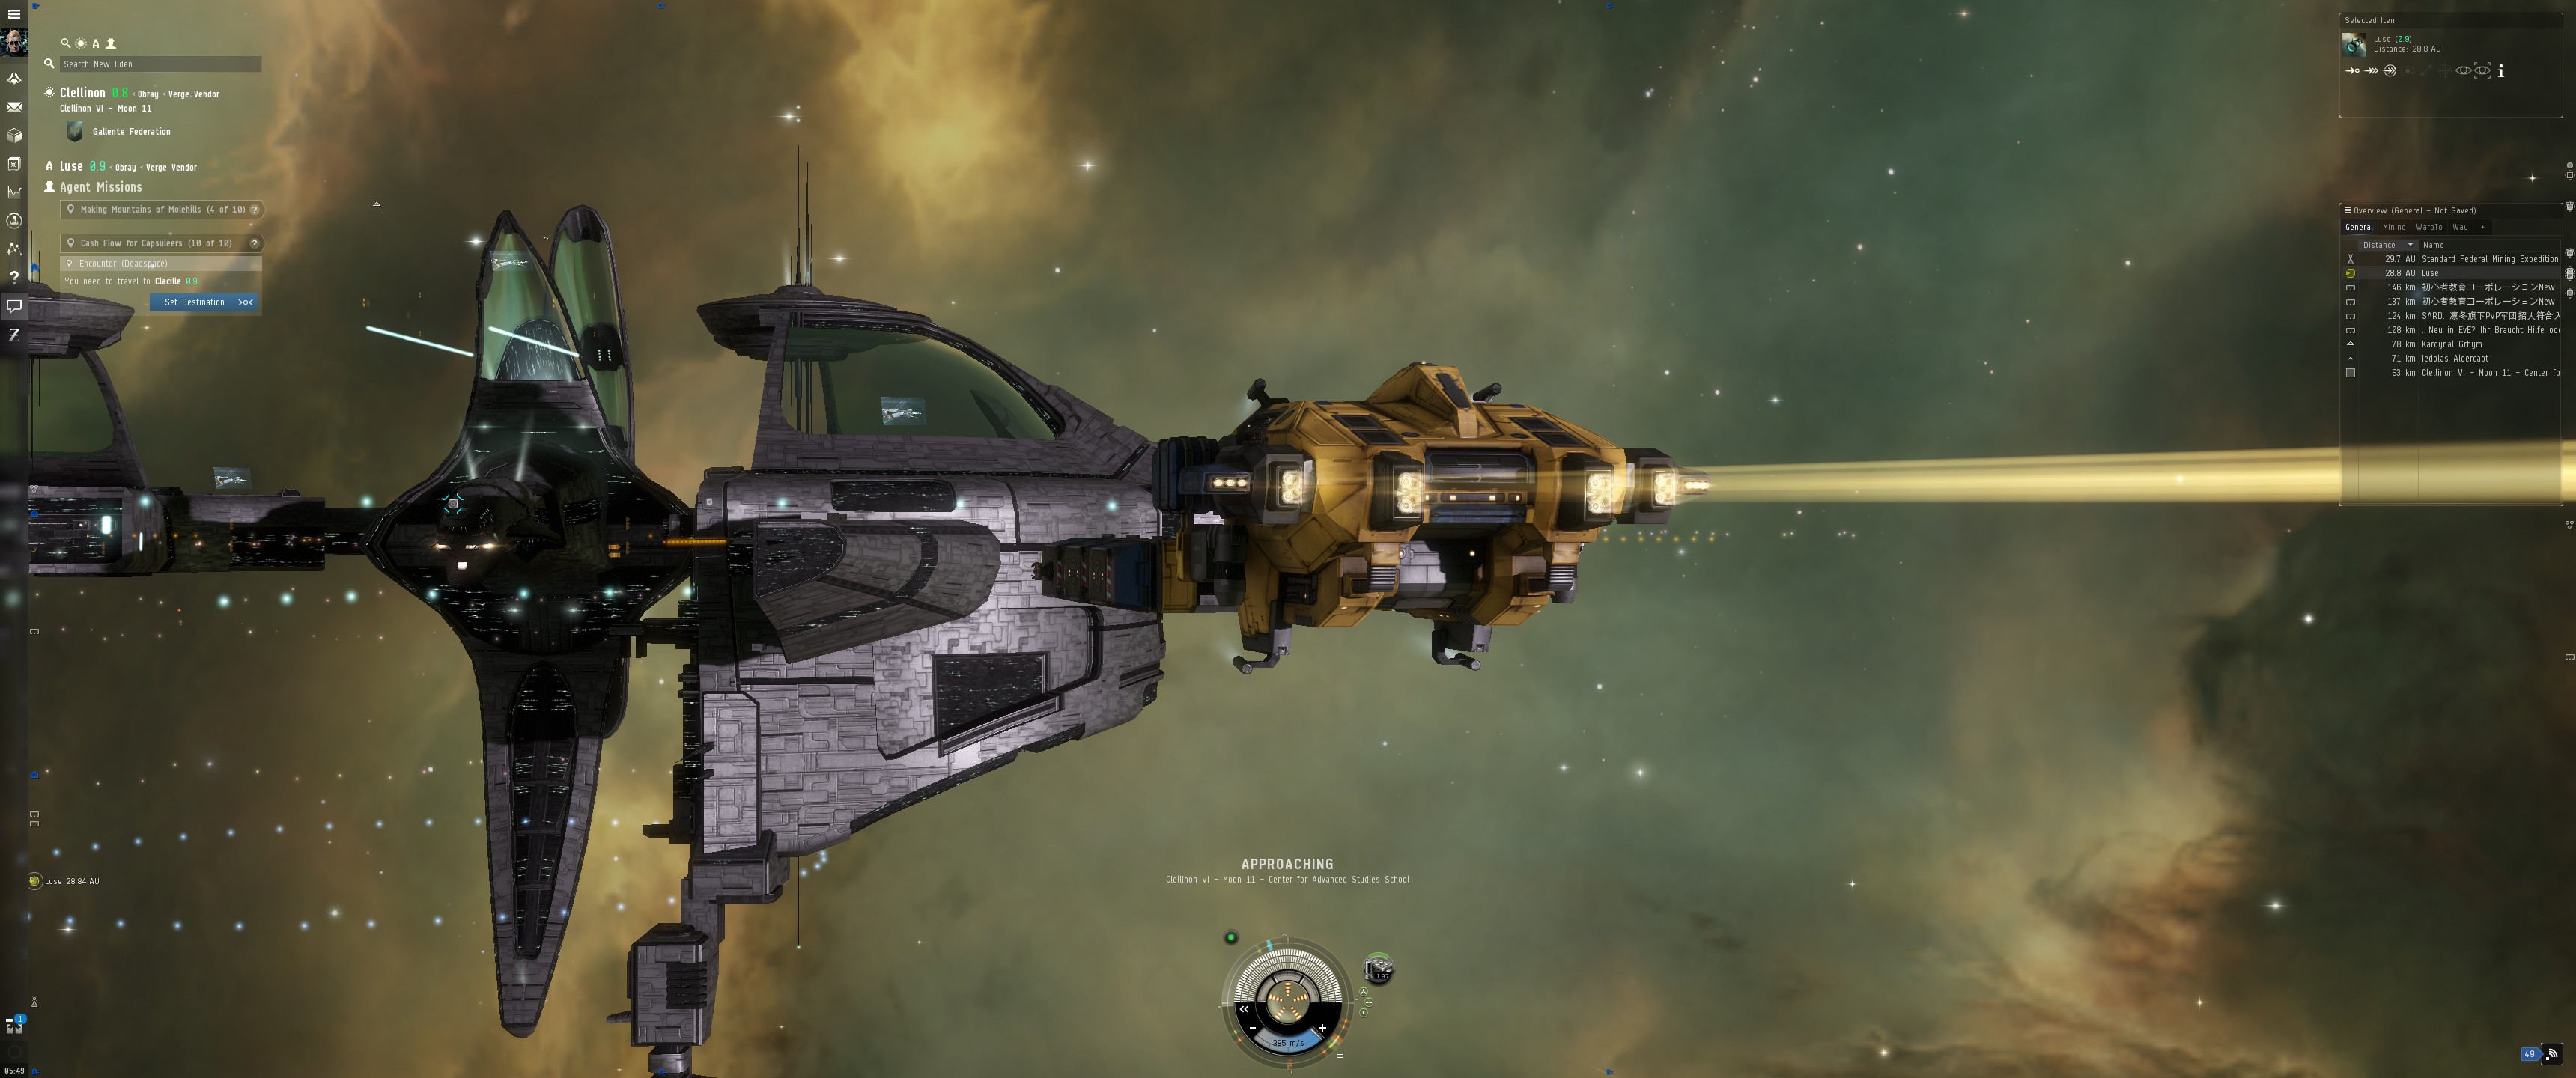 Search New Eden
Clellinon 0.8 < Obray < Verge Vendor
Clellinon VI - Moon 11
Gallente Federation
A Luse 0.9 < Obray < Verge Vendor
Agent Missions
Making Mountains of Molehills (4 of 10) ?
Cash Flow for Capsuleers (10 of 10) ?
Encounter (Deadspace)
You need to travel to Clacille 0.9
Set Destination
Luse 28.84 AU
1
05:49
APPROACHING
Clellinon VI - Moon 11 - Center for Advanced Studies School
385 m/s
Selected Item
Luse (0.9)
Distance: 28.8 AU
Overview (General - Not Saved)
General Mining WarpTo Way +
Distance Name
29.7 AU Standard Federal Mining Expedition
28.8 AU Luse
146 km 初心者教育コーポレーションNew
137 km 初心者教育コーポレーションNew
124 km SARD. 凛冬旗下PVP军团招人符合入
108 km . Neu in EvE? Ihr Braucht Hilfe od
78 km Kardynal Grhym
71 km Iedolas Aldercapt
53 km Clellinon VI - Moon 11 - Center fo
49